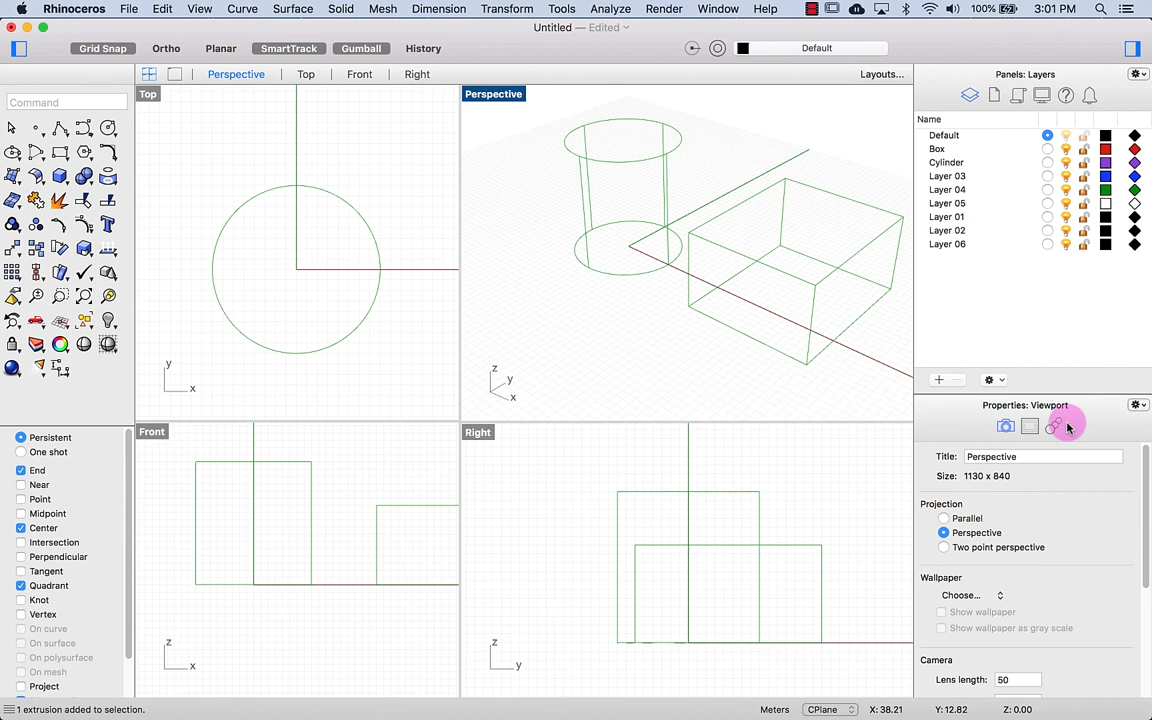 Rhinoceros File Edit View Curve Surface Solid Mesh Dimension Transform Tools Analyze Render Window Help 100% 3:01 PM
Untitled — Edited
Grid Snap Ortho Planar SmartTrack Gumball History Default
Perspective Top Front Right Layouts... Panels: Layers
Command
Top
Perspective
Name
Default
Box
Cylinder
Layer 03
Layer 04
Layer 05
Layer 01
Layer 02
Layer 06
y
x
z
y
x
Properties: Viewport
Title: Perspective
Size: 1130 x 840
Projection
Parallel
Perspective
Two point perspective
Wallpaper
Choose...
Show wallpaper
Show wallpaper as gray scale
Camera
Lens length: 50
Front
Right
z
x
z
y
Persistent
One shot
End
Near
Point
Midpoint
Center
Intersection
Perpendicular
Tangent
Quadrant
Knot
Vertex
On curve
On surface
On polysurface
On mesh
Project
1 extrusion added to selection. Meters CPlane X: 38.21 Y: 12.82 Z: 0.00